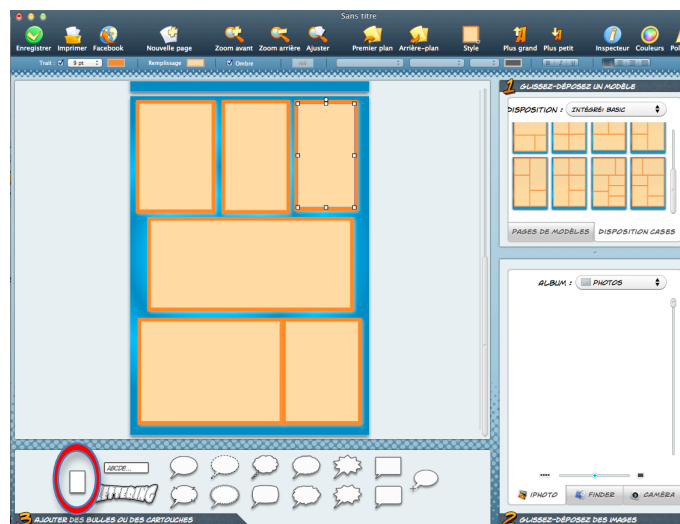 Sans titre
Enregistrer Imprimer Facebook Nouvelle page Zoom avant Zoom arrière Ajuster Premier plan Arrière-plan Style Plus grand Plus petit Inspecteur Couleurs Pol
Trait : 9 pt Remplissage Ombre
B I U
1 GLISSEZ-DÉPOSEZ UN MODÈLE
DISPOSITION : INTÉGRÉ: BASIC
PAGES DE MODÈLES DISPOSITION CASES
ALBUM : PHOTOS
ABCDE...
LETTERING
IPHOTO FINDER CAMÉRA
3 AJOUTER DES BULLES OU DES CARTOUCHES
2 GLISSEZ-DÉPOSEZ DES IMAGES